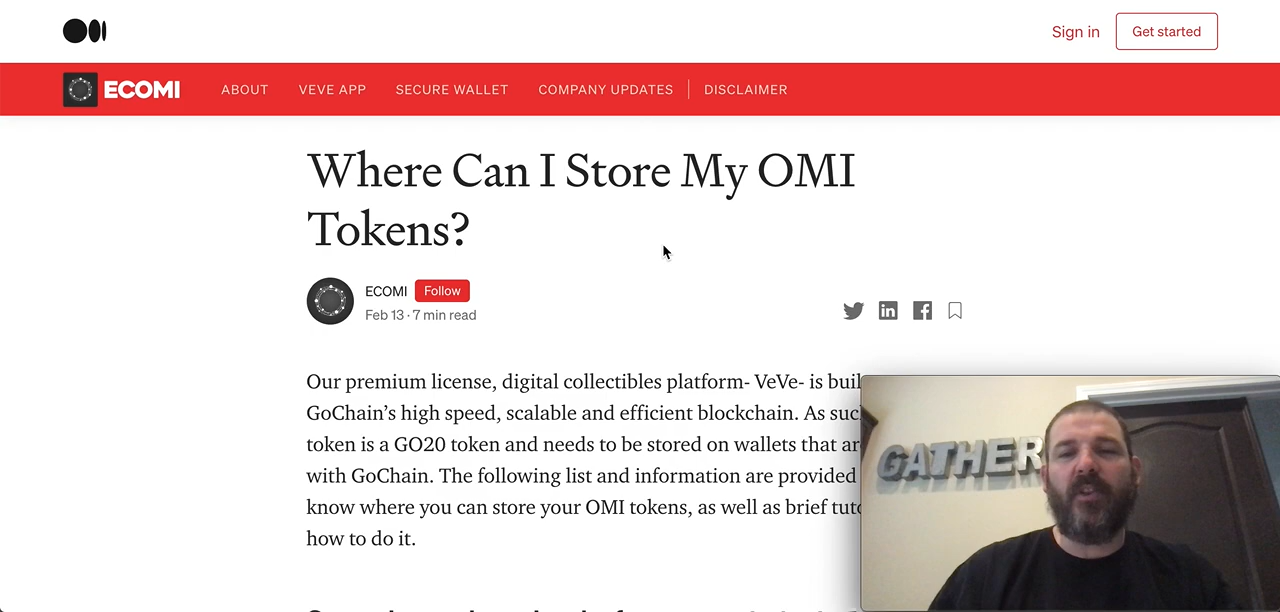 Sign in
Get started
ECOMI
ABOUT
VEVE APP
SECURE WALLET
COMPANY UPDATES
DISCLAIMER
Where Can I Store My OMI
Tokens?
ECOMI
Follow
Feb 13 · 7 min read
Our premium license, digital collectibles platform- VeVe- is
GoChain’s high speed, scalable and efficient blockchain. As
token is a GO20 token and needs to be stored on wallets that
with GoChain. The following list and information are provided
know where you can store your OMI tokens, as well as brief
how to do it.
GATHER